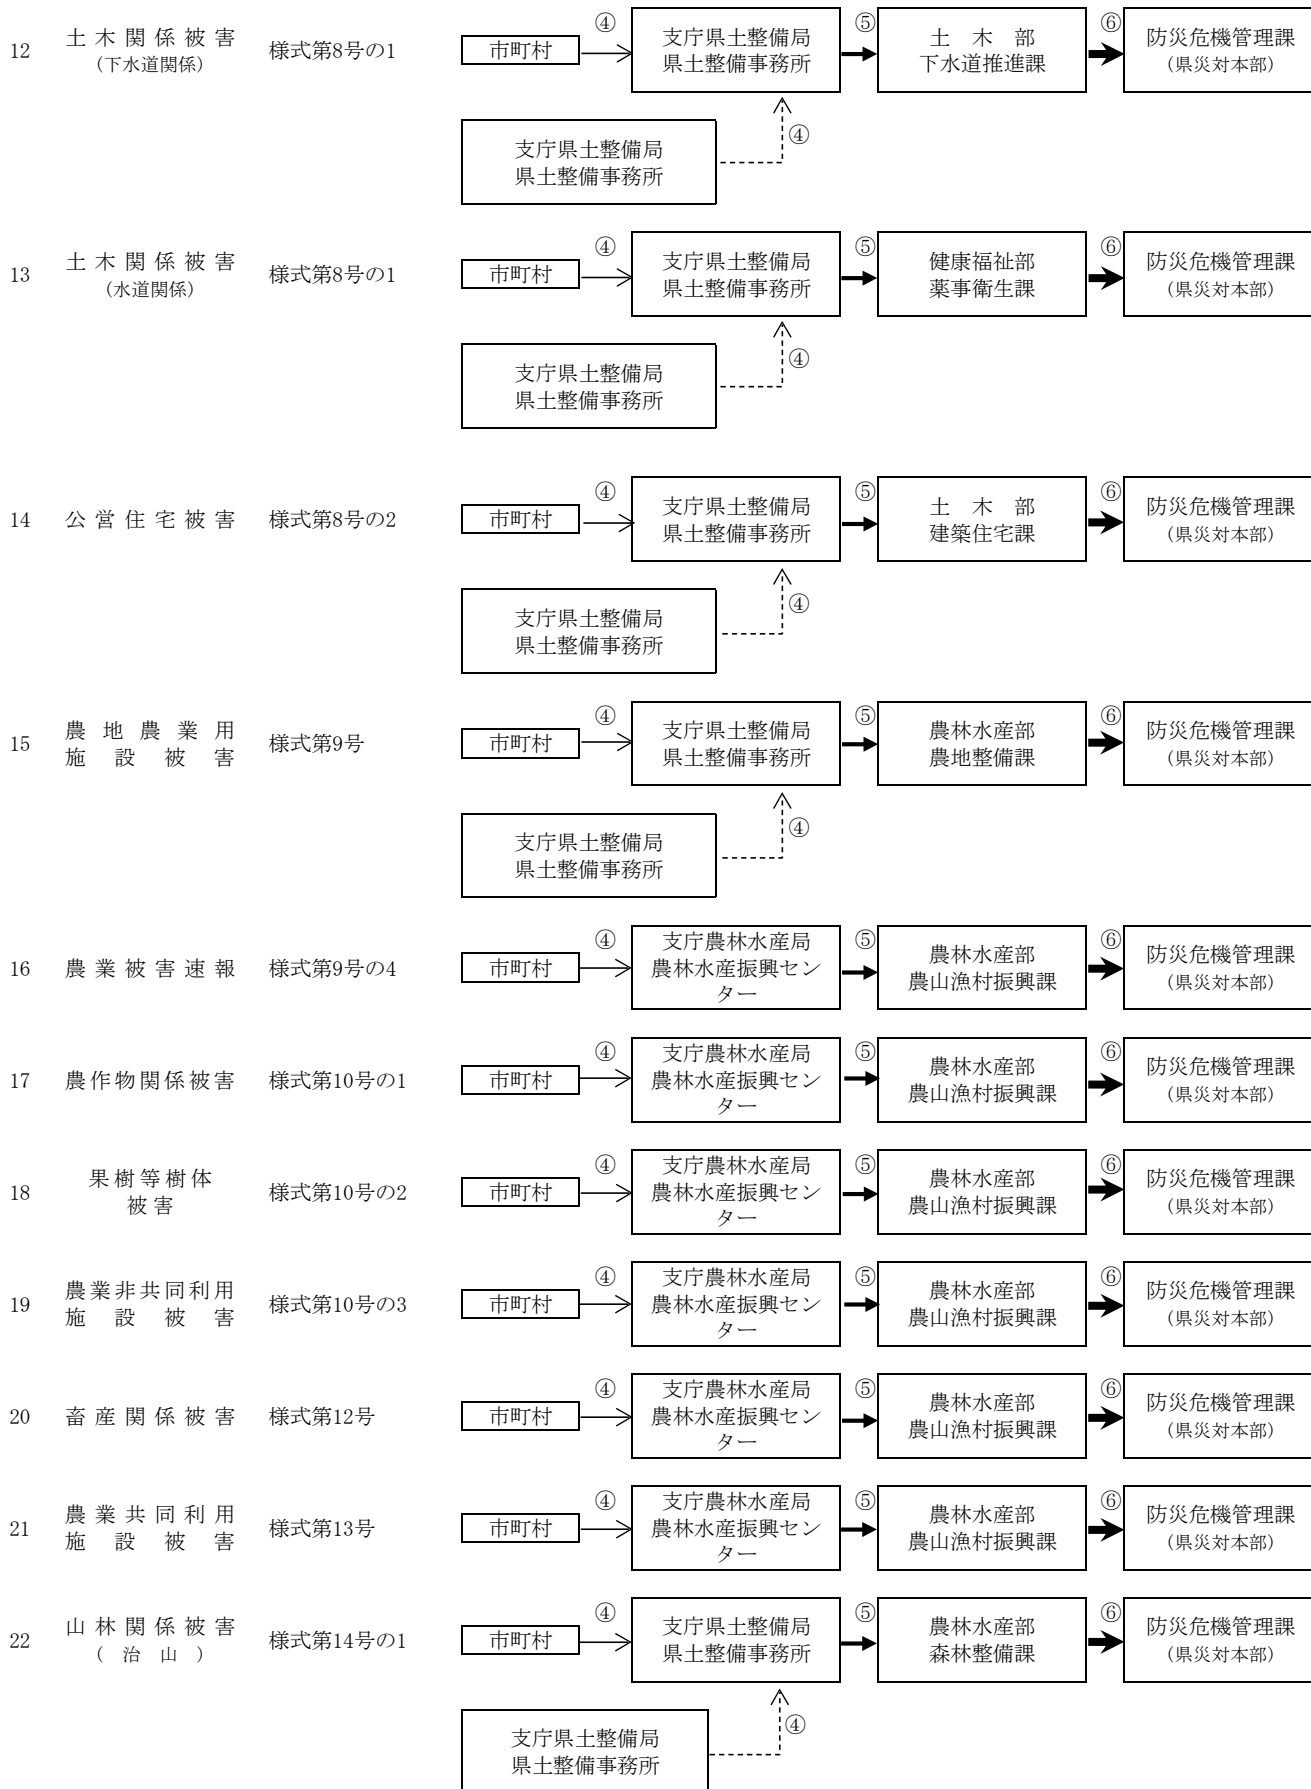 12
土木関係被害
(下水道関係)
様式第8号の1
市町村
④
支庁県土整備局
県土整備事務所
⑤
土木部
下水道推進課
⑥
防災危機管理課
(県災対本部)
支庁県土整備局
県土整備事務所
④
13
土木関係被害
(水道関係)
様式第8号の1
市町村
④
支庁県土整備局
県土整備事務所
⑤
健康福祉部
薬事衛生課
⑥
防災危機管理課
(県災対本部)
支庁県土整備局
県土整備事務所
④
14
公営住宅被害
様式第8号の2
市町村
④
支庁県土整備局
県土整備事務所
⑤
土木部
建築住宅課
⑥
防災危機管理課
(県災対本部)
支庁県土整備局
県土整備事務所
④
15
農地農業用
施設被害
様式第9号
市町村
④
支庁県土整備局
県土整備事務所
⑤
農林水産部
農地整備課
⑥
防災危機管理課
(県災対本部)
支庁県土整備局
県土整備事務所
④
16
農業被害速報
様式第9号の4
市町村
④
支庁農林水産局
農林水産振興セン
ター
⑤
農林水産部
農山漁村振興課
⑥
防災危機管理課
(県災対本部)
17
農作物関係被害
様式第10号の1
市町村
④
支庁農林水産局
農林水産振興セン
ター
⑤
農林水産部
農山漁村振興課
⑥
防災危機管理課
(県災対本部)
18
果樹等樹体
被害
様式第10号の2
市町村
④
支庁農林水産局
農林水産振興セン
ター
⑤
農林水産部
農山漁村振興課
⑥
防災危機管理課
(県災対本部)
19
農業非共同利用
施設被害
様式第10号の3
市町村
④
支庁農林水産局
農林水産振興セン
ター
⑤
農林水産部
農山漁村振興課
⑥
防災危機管理課
(県災対本部)
20
畜産関係被害
様式第12号
市町村
④
支庁農林水産局
農林水産振興セン
ター
⑤
農林水産部
農山漁村振興課
⑥
防災危機管理課
(県災対本部)
21
農業共同利用
施設被害
様式第13号
市町村
④
支庁農林水産局
農林水産振興セン
ター
⑤
農林水産部
農山漁村振興課
⑥
防災危機管理課
(県災対本部)
22
山林関係被害
(治山)
様式第14号の1
市町村
④
支庁県土整備局
県土整備事務所
⑤
農林水産部
森林整備課
⑥
防災危機管理課
(県災対本部)
支庁県土整備局
県土整備事務所
④